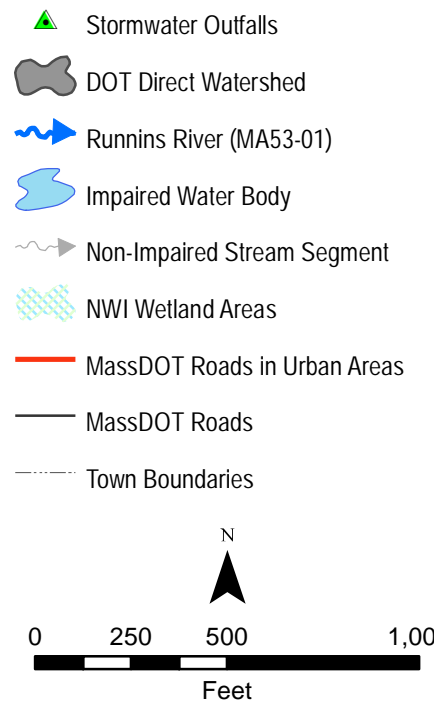 Stormwater Outfalls
DOT Direct Watershed
Runnins River (MA53-01)
Impaired Water Body
Non-Impaired Stream Segment
NWI Wetland Areas
MassDOT Roads in Urban Areas
MassDOT Roads
Town Boundaries
N
0 250 500 1,00
Feet